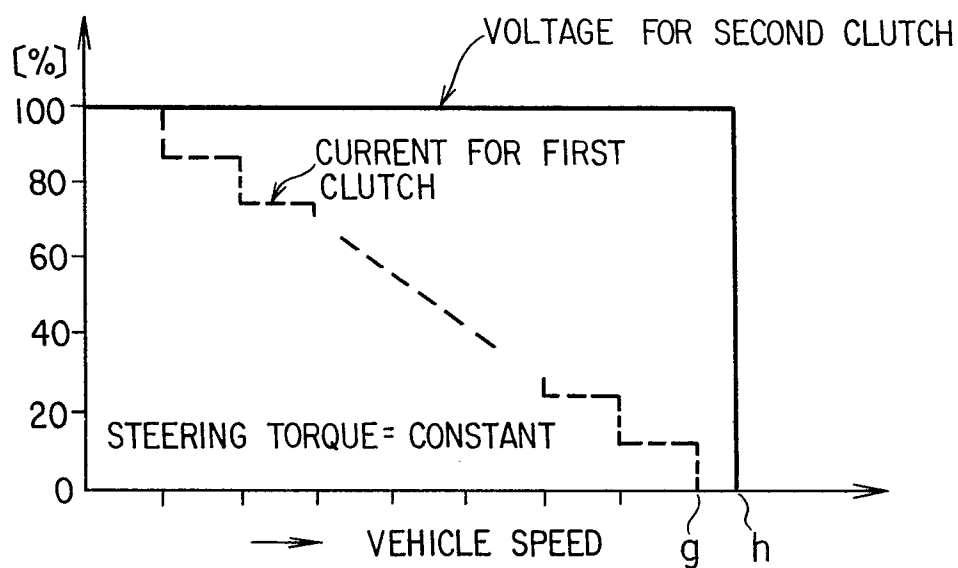 [%]
VOLTAGE FOR SECOND CLUTCH
100
CURRENT FOR FIRST
CLUTCH
80
60
40
20
STEERING TORQUE = CONSTANT
0
VEHICLE SPEED
g
h